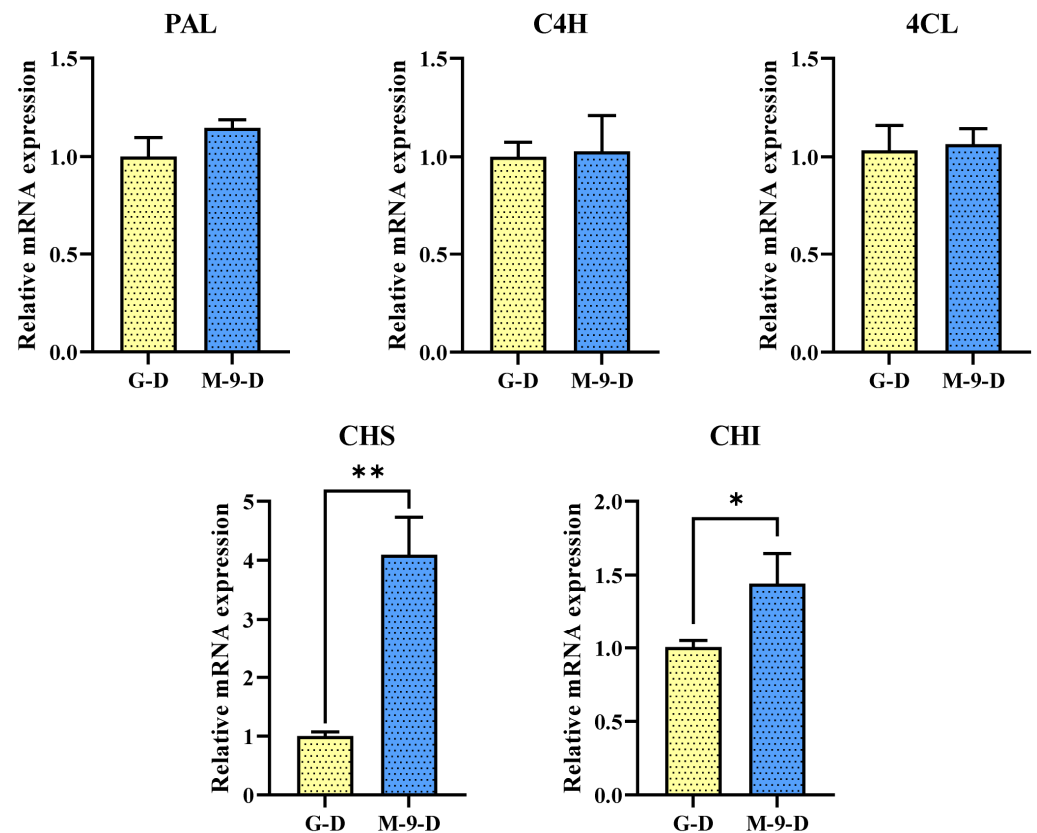 PAL
Relative mRNA expression
1.5
1.0
0.5
0.0
G-D M-9-D
C4H
Relative mRNA expression
1.5
1.0
0.5
0.0
G-D M-9-D
4CL
Relative mRNA expression
1.5
1.0
0.5
0.0
G-D M-9-D
CHS
**
Relative mRNA expression
5
4
3
2
1
0
G-D M-9-D
CHI
*
Relative mRNA expression
2.0
1.5
1.0
0.5
0.0
G-D M-9-D